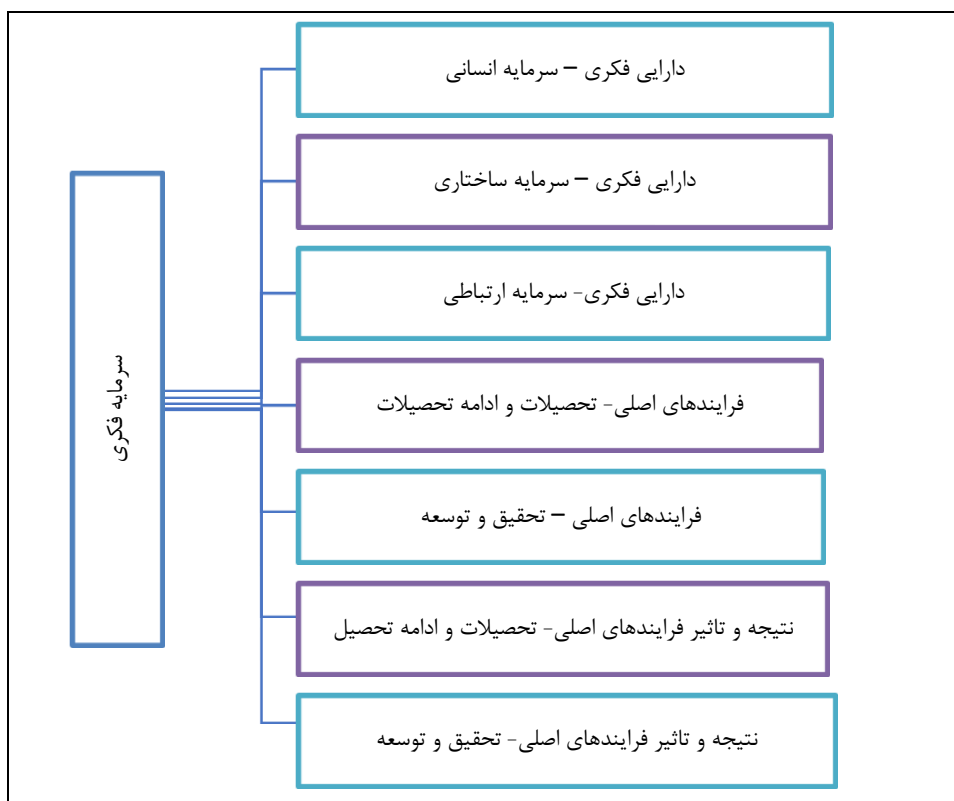 دارایی فکری – سرمایه انسانی
دارایی فکری – سرمایه ساختاری
دارایی فکری- سرمایه ارتباطی
سرمایه فکری
فرایندهای اصلی- تحصیلات و ادامه تحصیلات
فرایندهای اصلی – تحقیق و توسعه
نتیجه و تاثیر فرایندهای اصلی- تحصیلات و ادامه تحصیل
نتیجه و تاثیر فرایندهای اصلی- تحقیق و توسعه